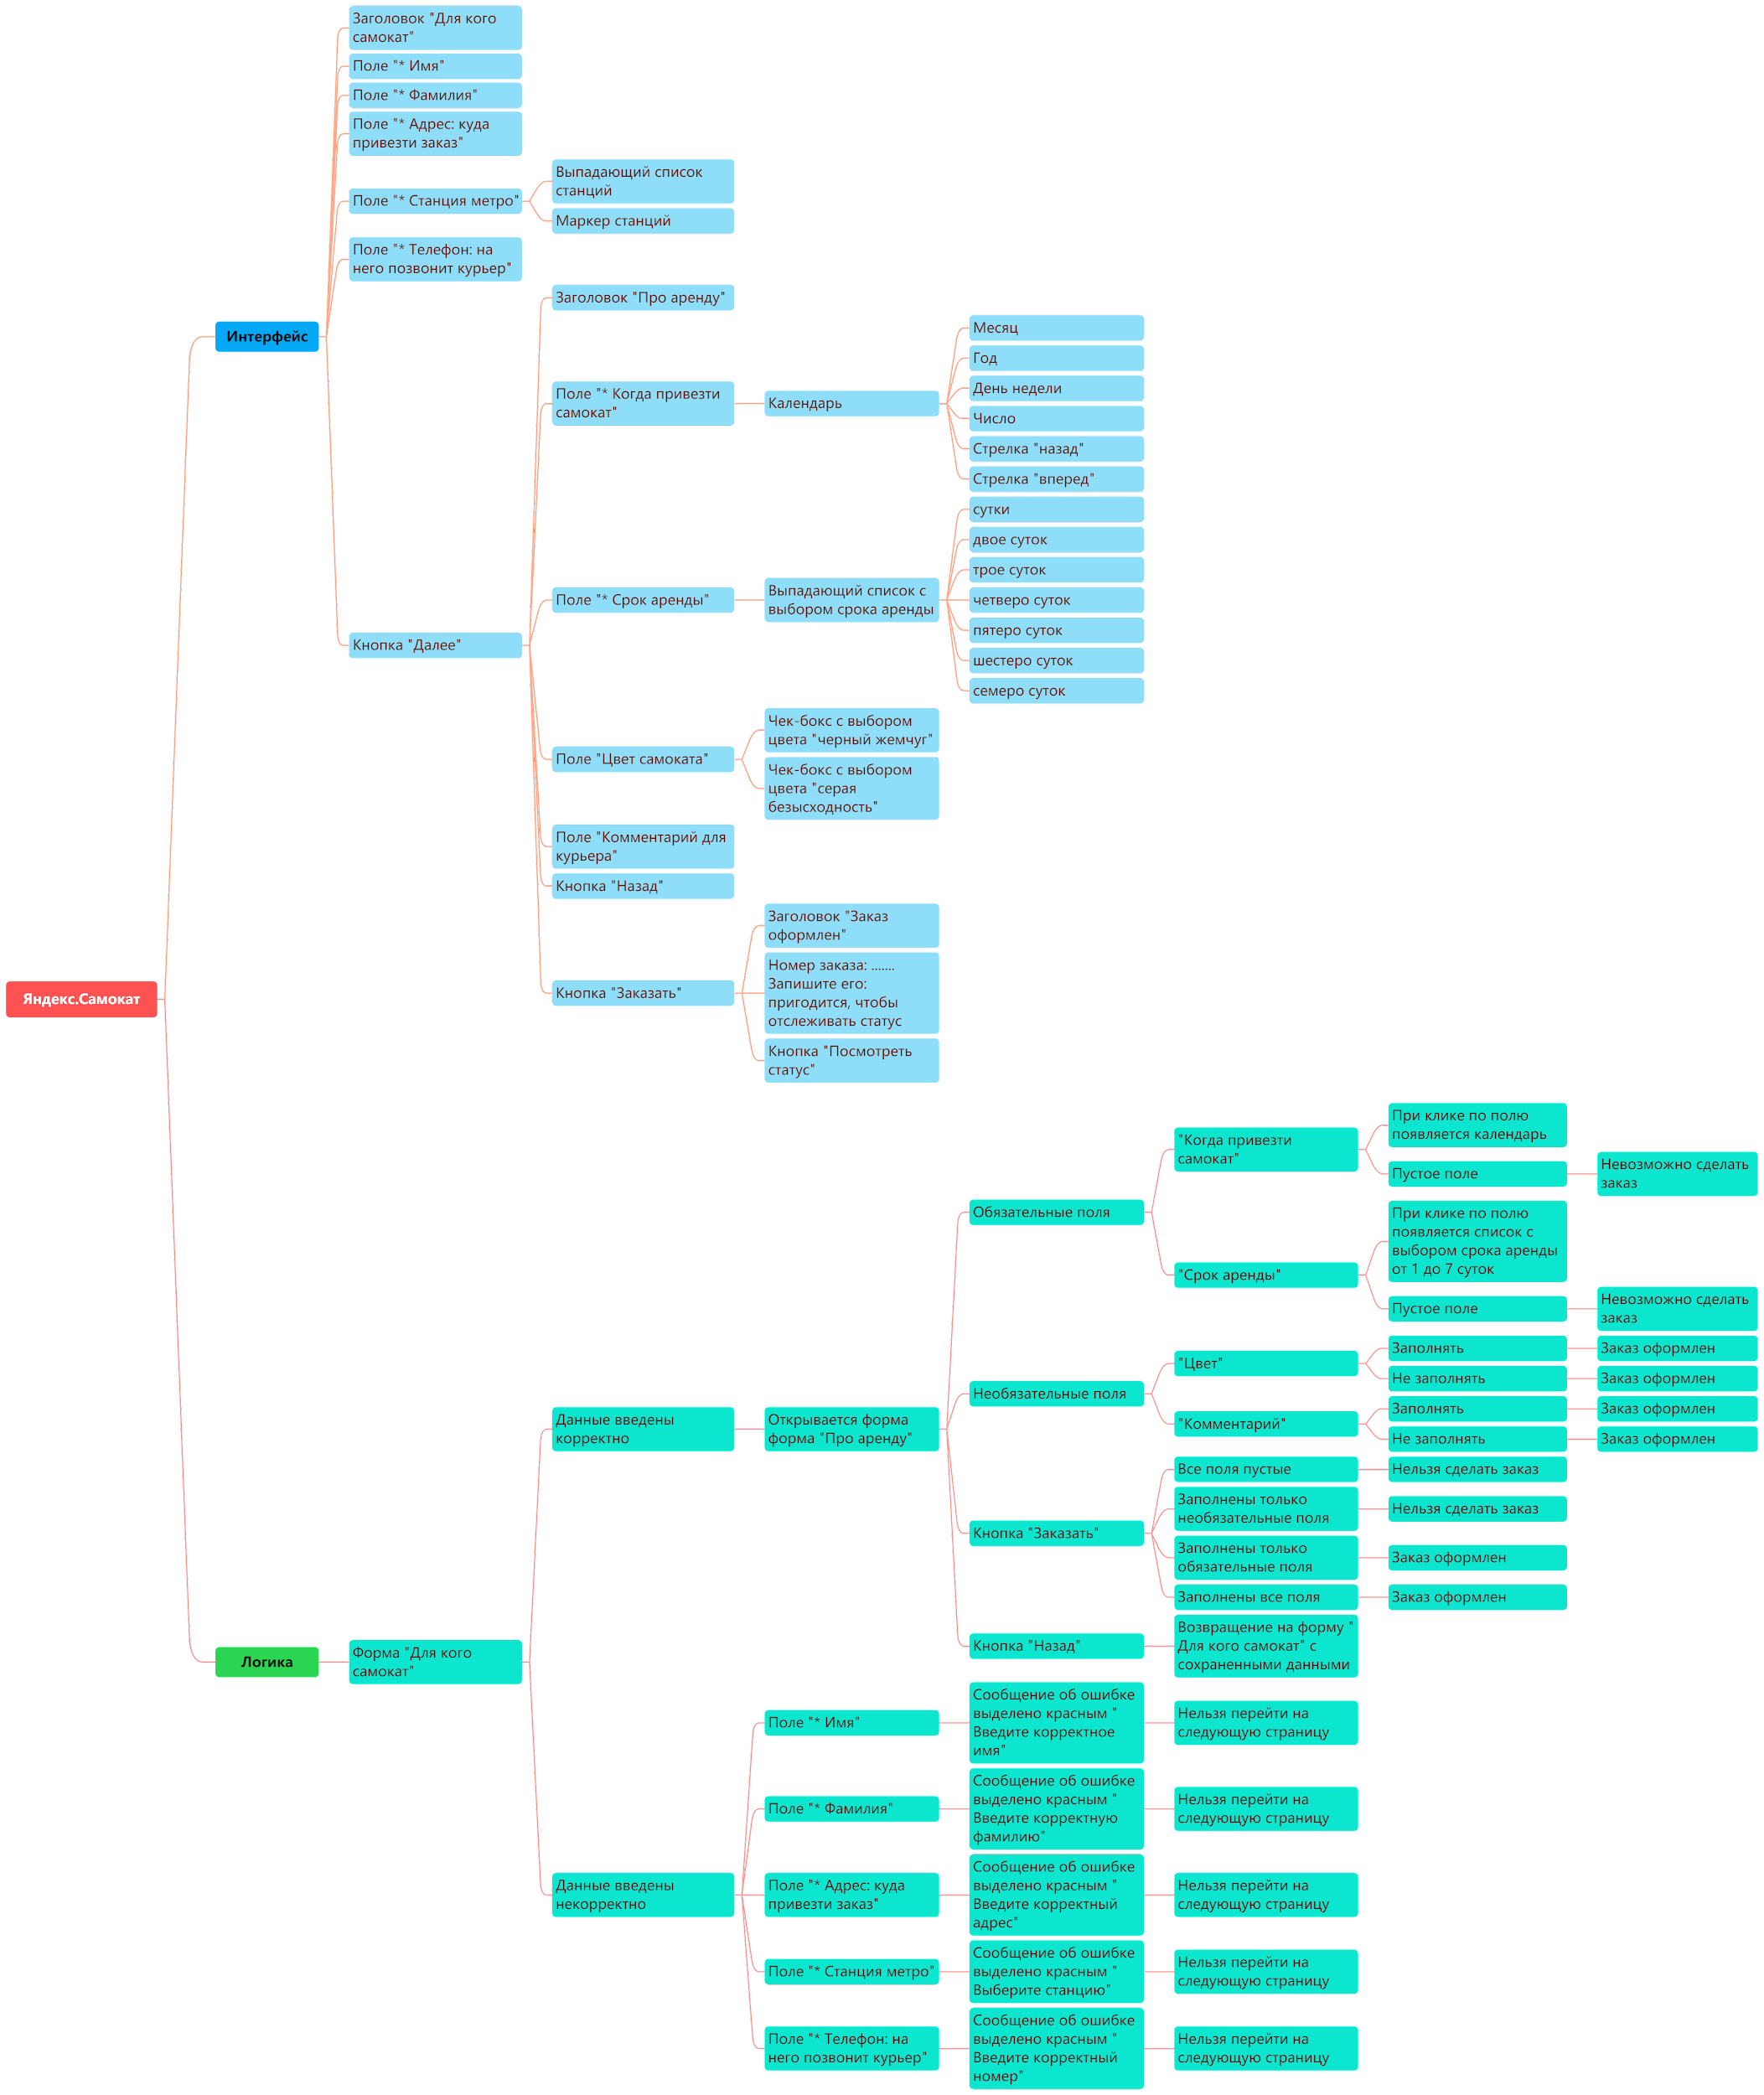 Заголовок "Для кого
самокат"
Поле "* Имя"
Поле "* Фамилия"
Поле "* Адрес: куда
привезти заказ"
Поле "* Станция метро"
Выпадающий список
станций
Маркер станций
Поле "* Телефон: на
него позвонит курьер"
Интерфейс
Кнопка "Далее"
Заголовок "Про аренду"
Поле "* Когда привезти
самокат"
Календарь
Месяц
Год
День недели
Число
Стрелка "назад"
Стрелка "вперед"
Поле "* Срок аренды"
Выпадающий список с
выбором срока аренды
сутки
двое суток
трое суток
четверо суток
пятеро суток
шестеро суток
семеро суток
Поле "Цвет самоката"
Чек-бокс с выбором
цвета "черный жемчуг"
Чек-бокс с выбором
цвета "серая
безысходность"
Поле "Комментарий для
курьера"
Кнопка "Назад"
Кнопка "Заказать"
Заголовок "Заказ
оформлен"
Номер заказа: .......
Запишите его:
пригодится, чтобы
отслеживать статус
Кнопка "Посмотреть
статус"
Яндекс.Самокат
Логика
Форма "Для кого
самокат"
Данные введены
корректно
Открывается форма
форма "Про аренду"
Обязательные поля
"Когда привезти
самокат"
При клике по полю
появляется календарь
Пустое поле
Невозможно сделать
заказ
"Срок аренды"
При клике по полю
появляется список с
выбором срока аренды
от 1 до 7 суток
Пустое поле
Невозможно сделать
заказ
Необязательные поля
"Цвет"
Заполнять
Заказ оформлен
Не заполнять
Заказ оформлен
"Комментарий"
Заполнять
Заказ оформлен
Не заполнять
Заказ оформлен
Кнопка "Заказать"
Все поля пустые
Нельзя сделать заказ
Заполнены только
необязательные поля
Нельзя сделать заказ
Заполнены только
обязательные поля
Заказ оформлен
Заполнены все поля
Заказ оформлен
Кнопка "Назад"
Возвращение на форму "
Для кого самокат" с
сохраненными данными
Данные введены
некорректно
Поле "* Имя"
Сообщение об ошибке
выделено красным "
Введите корректное
имя"
Нельзя перейти на
следующую страницу
Поле "* Фамилия"
Сообщение об ошибке
выделено красным "
Введите корректную
фамилию"
Нельзя перейти на
следующую страницу
Поле "* Адрес: куда
привезти заказ"
Сообщение об ошибке
выделено красным "
Введите корректный
адрес"
Нельзя перейти на
следующую страницу
Поле "* Станция метро"
Сообщение об ошибке
выделено красным "
Выберите станцию"
Нельзя перейти на
следующую страницу
Поле "* Телефон: на
него позвонит курьер"
Сообщение об ошибке
выделено красным "
Введите корректный
номер"
Нельзя перейти на
следующую страницу